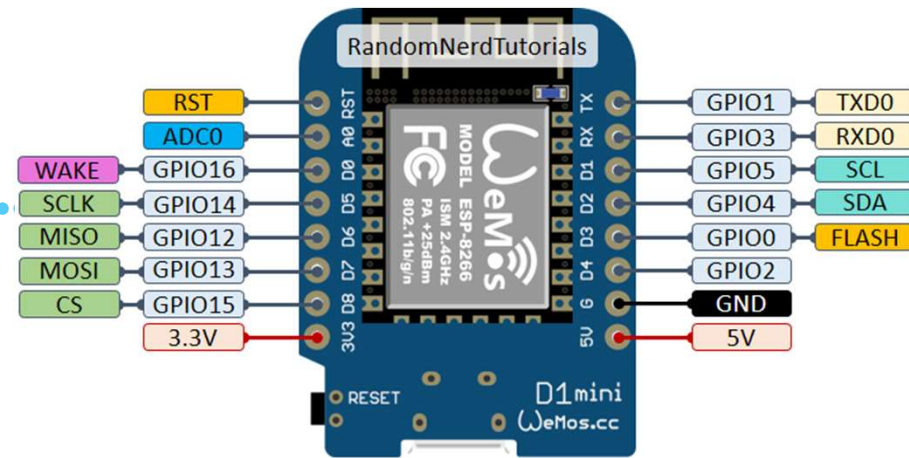 RandomNerdTutorials
RST RST TX GPIO1 TXD0
ADC0 A0 RX GPIO3 RXD0
WAKE GPIO16 D0 D1 GPIO5 SCL
SCLK GPIO14 D5 D2 GPIO4 SDA
MISO GPIO12 D6 D3 GPIO0 FLASH
MOSI GPIO13 D7 D4 GPIO2
CS GPIO15 D8 G GND
3.3V 3V3 5V 5V
WeMos
MODEL ESP-8266
ISM 2.4GHz
PA +25dBm
802.11b/g/n
FC
RESET
D1mini
WeMos.cc